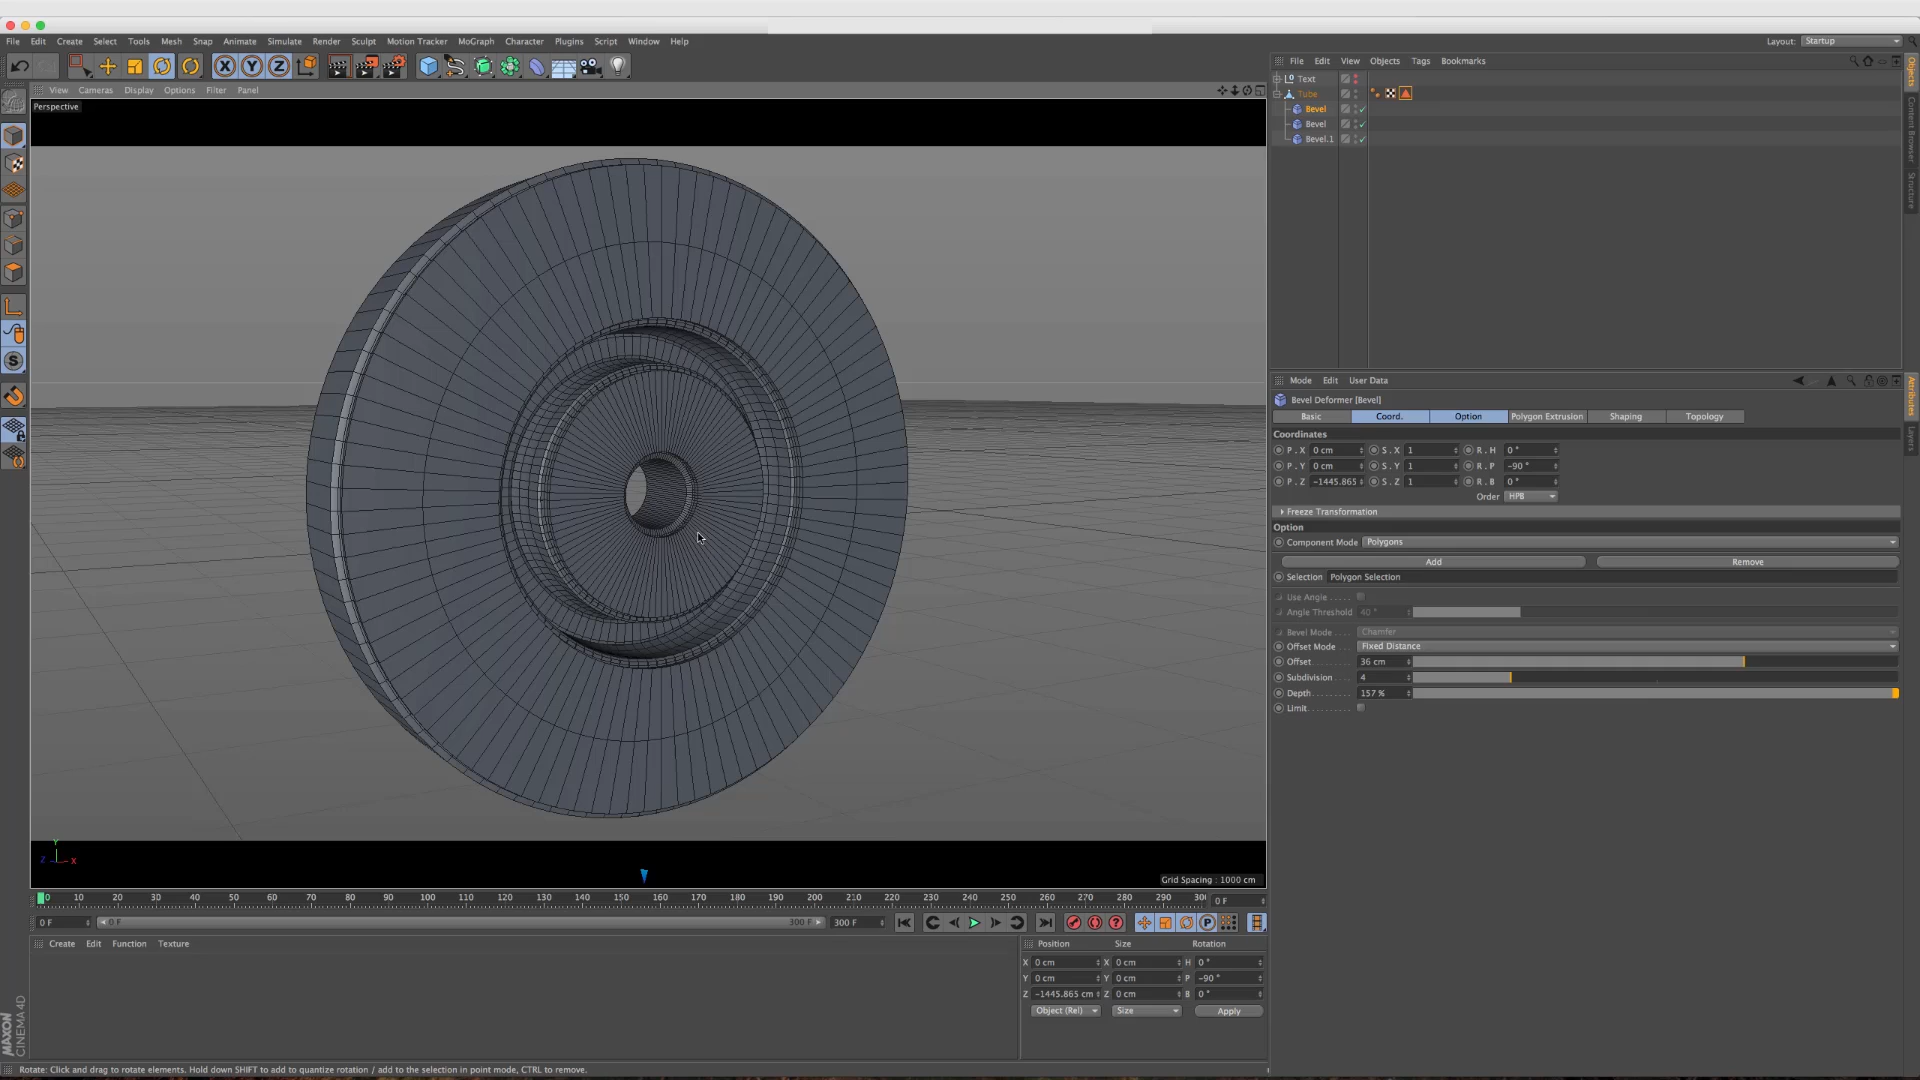 File Edit Create Select Tools Mesh Snap Animate Simulate Render Sculpt Motion Tracker MoGraph Character Plugins Script Window Help
Layout: Startup
View Cameras Display Options Filter Panel
Perspective
File Edit View Objects Tags Bookmarks
Text
Tube
Bevel
Bevel
Bevel.1
Objects
Content Browser
Structure
Mode Edit User Data
Attributes
Layers
Bevel Deformer [Bevel]
Basic Coord. Option Polygon Extrusion Shaping Topology
Coordinates
P . X 0 cm S . X 1 R . H 0 °
P . Y 0 cm S . Y 1 R . P -90 °
P . Z -1445.865 S . Z 1 R . B 0 °
Order HPB
Freeze Transformation
Option
Component Mode Polygons
Add Remove
Selection Polygon Selection
Use Angle . . . . .
Angle Threshold 40 °
Bevel Mode . . . . Chamfer
Offset Mode Fixed Distance
Offset . . . . . . . . 36 cm
Subdivision . . . . 4
Depth . . . . . . . . 157 %
Limit . . . . . . . . .
Y
Z X
Grid Spacing : 1000 cm
0 10 20 30 40 50 60 70 80 90 100 110 120 130 140 150 160 170 180 190 200 210 220 230 240 250 260 270 280 290 30 0 F
0 F 0 F 300 F 300 F P
Create Edit Function Texture
Position Size Rotation
X 0 cm X 0 cm H 0 °
Y 0 cm Y 0 cm P -90 °
Z -1445.865 cm Z 0 cm B 0 °
Object (Rel) Size Apply
MAXON
CINEMA 4D
Rotate: Click and drag to rotate elements. Hold down SHIFT to add to quantize rotation / add to the selection in point mode, CTRL to remove.